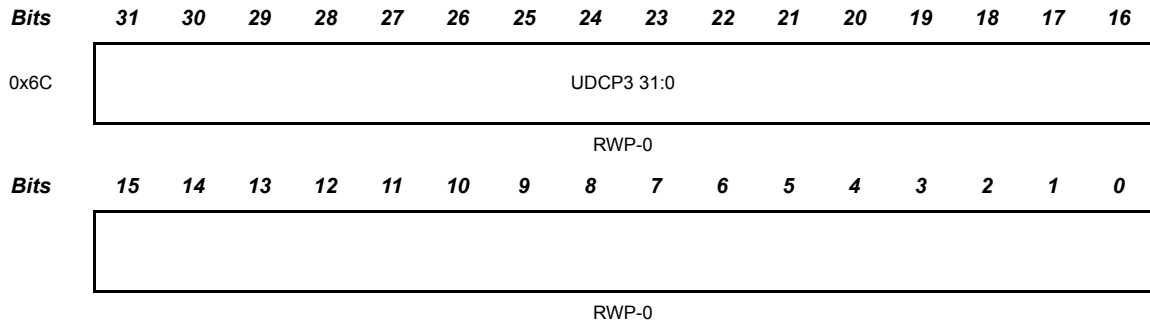 Bits 31 30 29 28 27 26 25 24 23 22 21 20 19 18 17 16
0x6C UDCP3 31:0
RWP-0
Bits 15 14 13 12 11 10 9 8 7 6 5 4 3 2 1 0
RWP-0